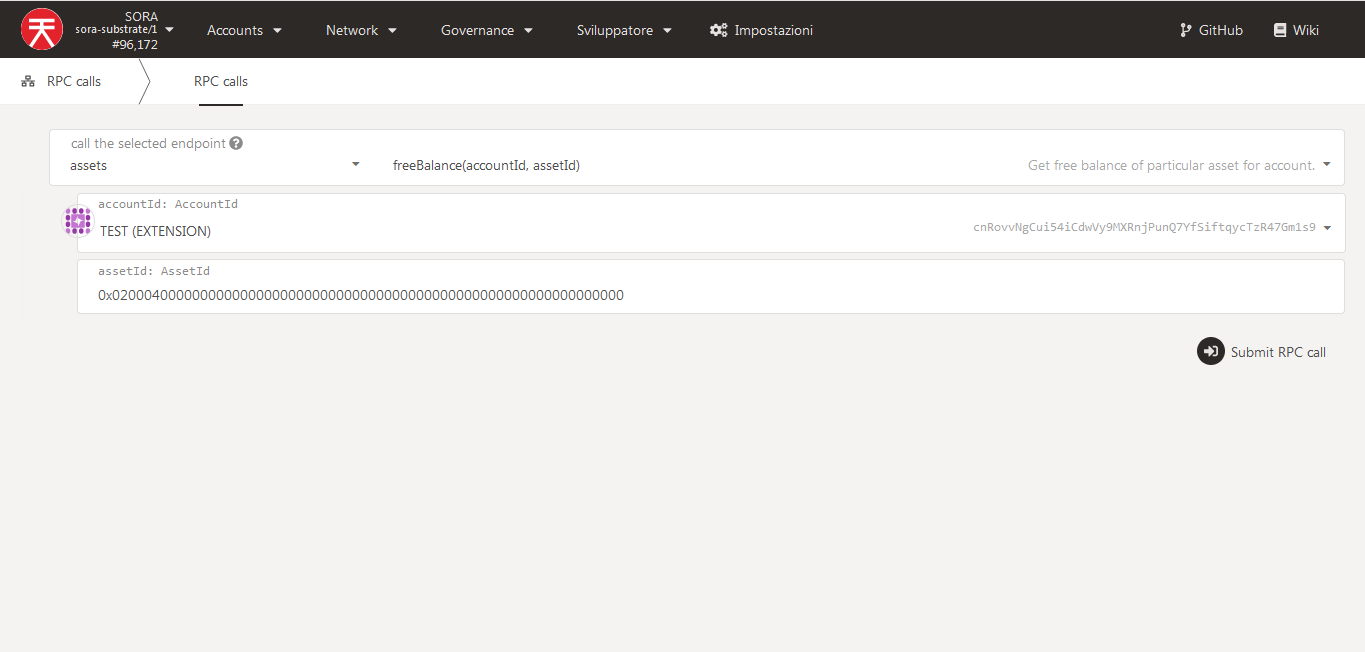 SORA
sora-substrate/1
#96,172
Accounts
Network
Governance
Sviluppatore
Impostazioni
GitHub
Wiki
RPC calls
RPC calls
call the selected endpoint
assets
freeBalance(accountId, assetId)
Get free balance of particular asset for account.
accountId: AccountId
TEST (EXTENSION)
cnRovvNgCui54iCdwVy9MXRnjPunQ7YfSiftqycTzR47Gm1s9
assetId: AssetId
0x0200040000000000000000000000000000000000000000000000000000000000
Submit RPC call